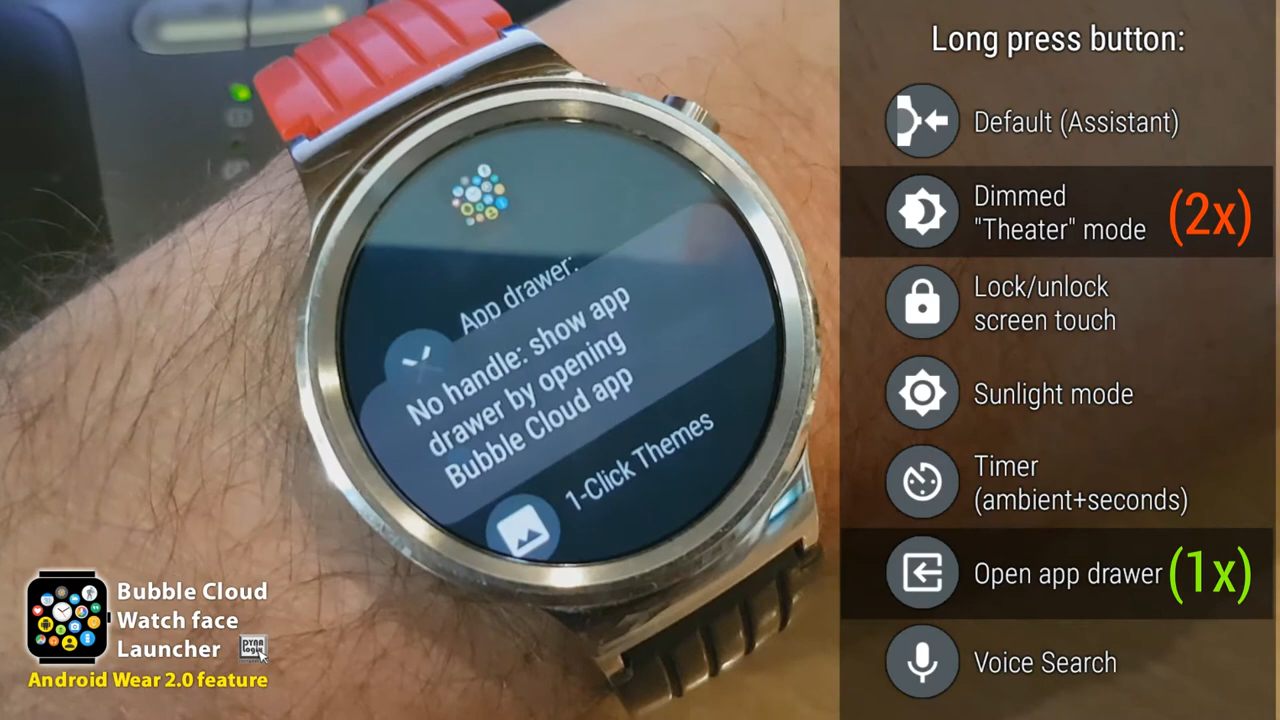 App drawer:
No handle: show app
drawer by opening
Bubble Cloud app
1-Click Themes
Bubble Cloud
Watch face
Launcher
DYNA
Logix
Android Wear 2.0 feature
Long press button:
Default (Assistant)
Dimmed
"Theater" mode (2x)
Lock/unlock
screen touch
Sunlight mode
Timer
(ambient+seconds)
Open app drawer (1x)
Voice Search